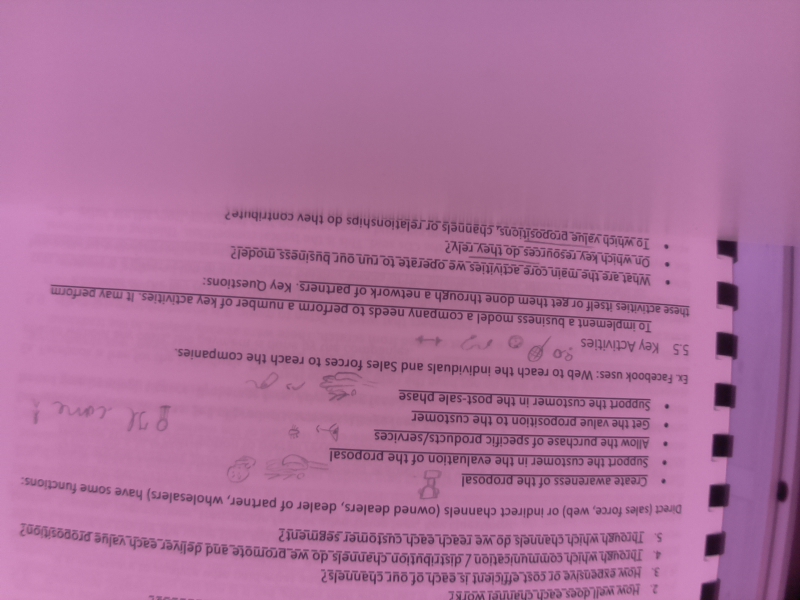 2. How well does each channel work?
3. How expensive or cost efficient is each of our channels?
4. Through which communication / distribution channels do we promote and deliver each value proposition?
5. Through which channels do we reach each customer segment?
Direct (sales force, web) or indirect channels (owned dealers, dealer of partner, wholesaler) have some functions:
• Create awareness of the proposal
• Support the customer in the evaluation of the proposal
• Allow the purchase of specific products/services
• Get the value proposition to the customer
• Support the customer in the post-sale phase
Ex. Facebook uses: Web to reach the individuals and Sales forces to reach the companies.
5.5 Key Activities
To implement a business model a company needs to perform a number of key activities. It may perform
these activities itself or get them done through a network of partners. Key Questions:
• What are the main core activities we operate to run our business model?
• On which key resources do they rely?
• To which value propositions, channels or relationships do they contribute?